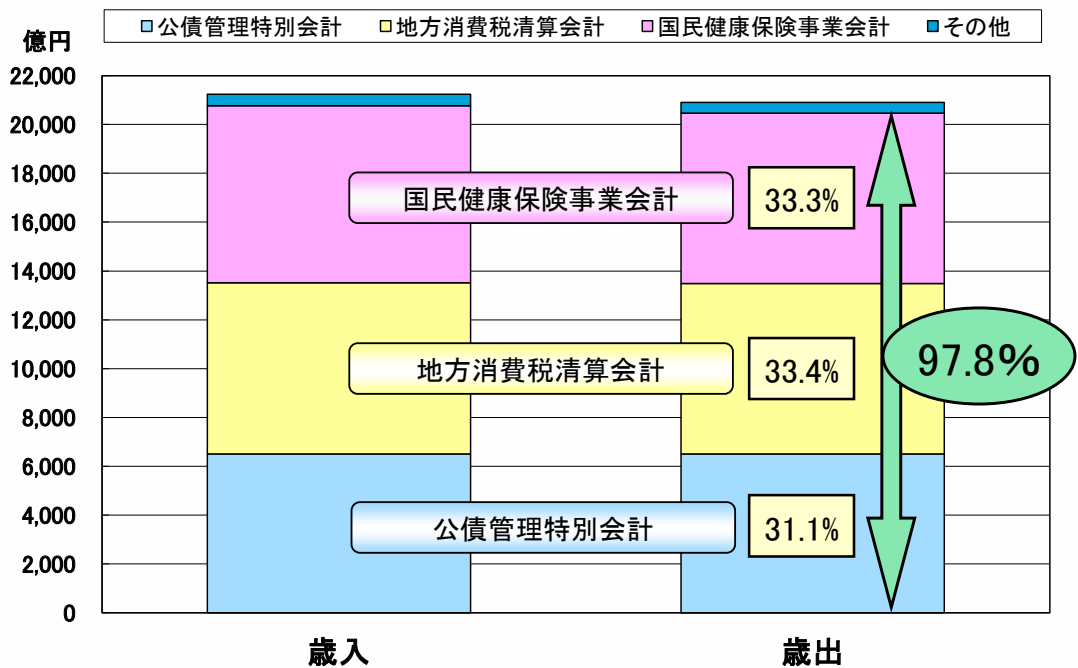 公債管理特別会計 地方消費税清算会計 国民健康保険事業会計 その他
億円
22,000
20,000
18,000
16,000
14,000
12,000
10,000
8,000
6,000
4,000
2,000
0
国民健康保険事業会計 33.3%
地方消費税清算会計 33.4%
97.8%
公債管理特別会計 31.1%
歳入 歳出